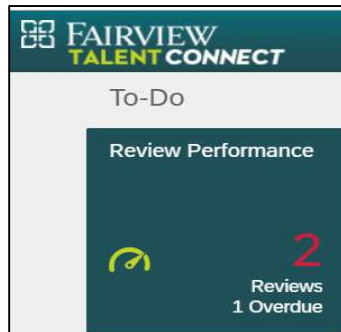 FAIRVIEW
TALENT CONNECT
To-Do
Review Performance
2
Reviews
1 Overdue